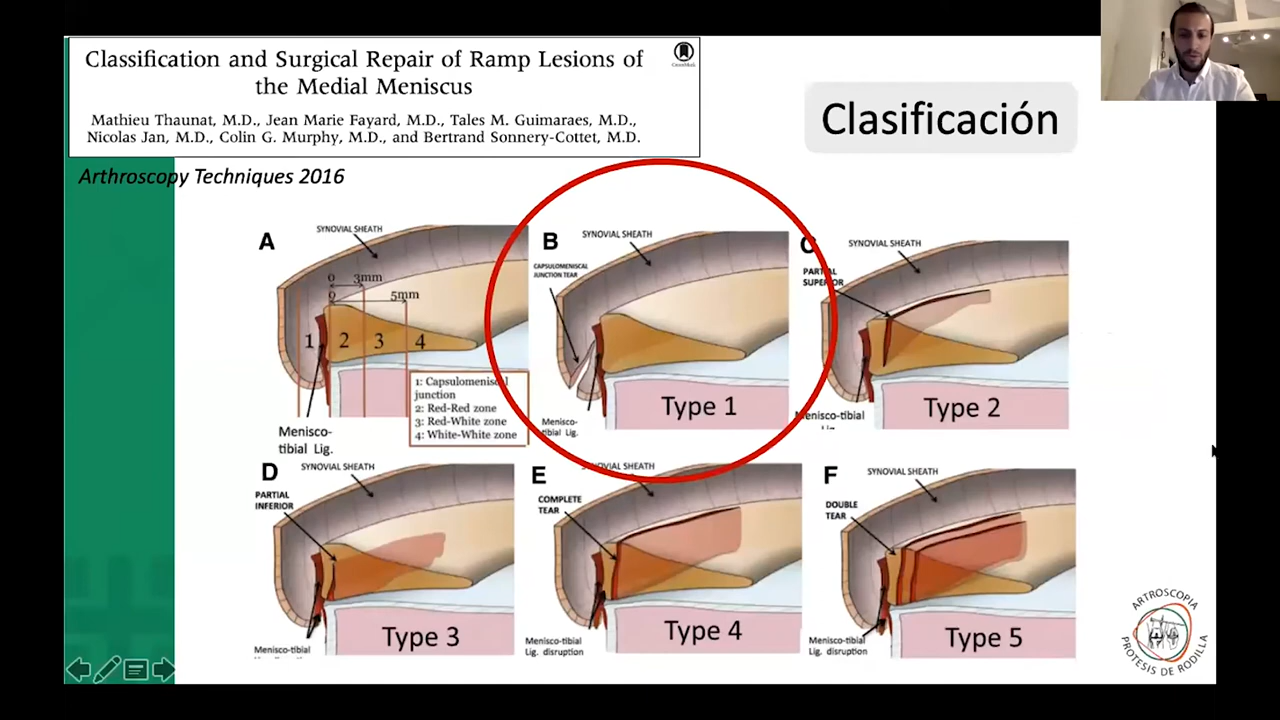 Classification and Surgical Repair of Ramp Lesions of
the Medial Meniscus
Mathieu Thaunat, M.D., Jean Marie Fayard, M.D., Tales M. Guimaraes, M.D.,
Nicolas Jan, M.D., Colin G. Murphy, M.D., and Bertrand Sonnery-Cottet, M.D.
Arthroscopy Techniques 2016
Clasificación
A
SYNOVIAL SHEATH
0
3mm
0
5mm
1
2
3
4
1: Capsulomeniscal
junction
2: Red-Red zone
3: Red-White zone
4: White-White zone
Menisco-
tibial Lig.
B
SYNOVIAL SHEATH
CAPSULOMENISCAL
JUNCTION TEAR
Menisco-
tibial Lig.
Type 1
C
SYNOVIAL SHEATH
PARTIAL
SUPERIOR
Menisco-tibial
Type 2
D
SYNOVIAL SHEATH
PARTIAL
INFERIOR
Menisco-tibial
Type 3
E
SYNOVIAL SHEATH
COMPLETE
TEAR
Menisco-tibial
Lig. disruption
Type 4
F
SYNOVIAL SHEATH
DOUBLE
TEAR
Menisco-tibial
Lig. disruption
Type 5
ARTROSCOPIA
PROTESIS DE RODILLA